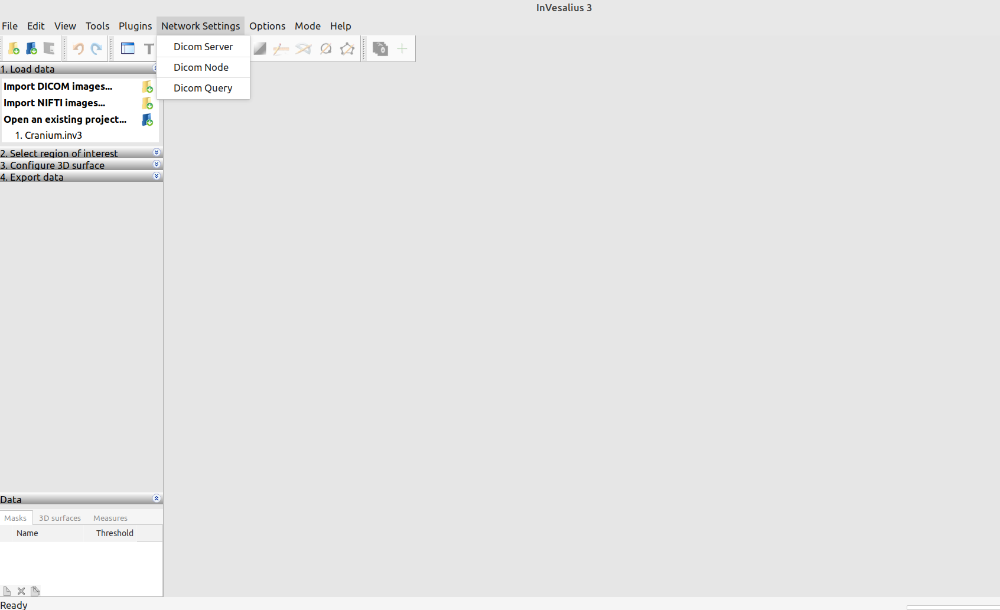 InVesalius 3
File Edit View Tools Plugins Network Settings Options Mode Help
T
Dicom Server
Dicom Node
Dicom Query
1. Load data
Import DICOM images...
Import NIFTI images...
Open an existing project...
1. Cranium.inv3
2. Select region of interest
3. Configure 3D surface
4. Export data
Data
Masks 3D surfaces Measures
Name Threshold
Ready